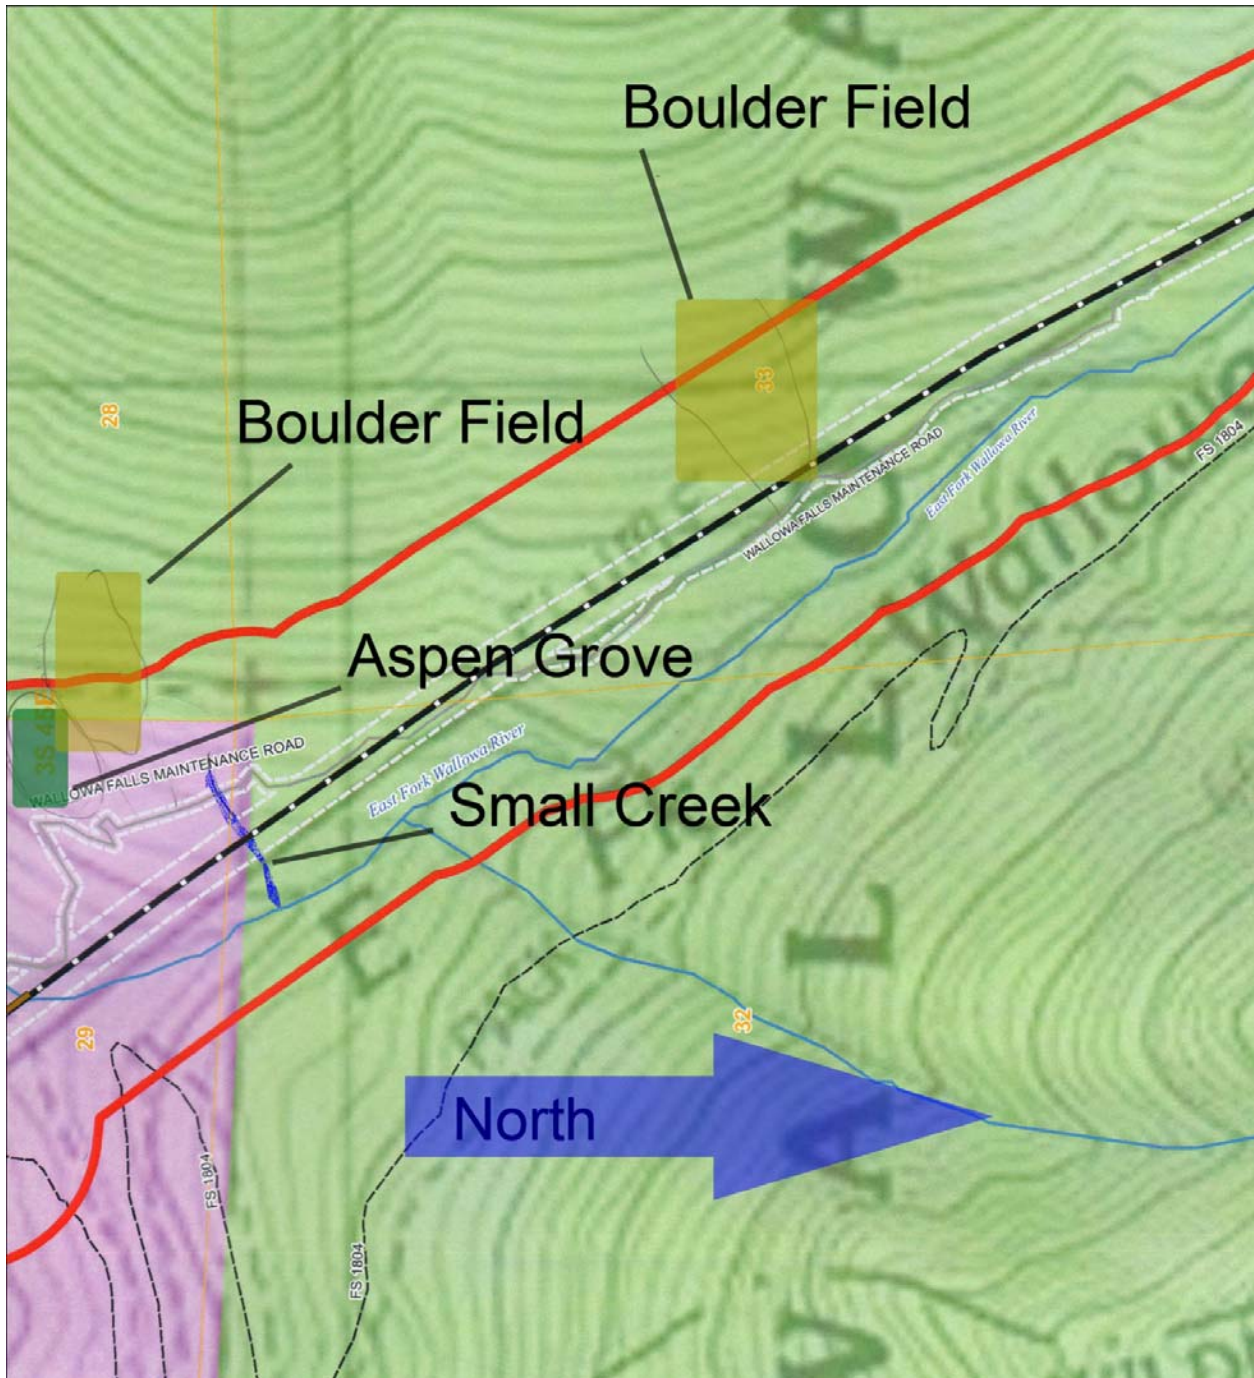 Boulder Field
33
28
Boulder Field
WALLOWA FALLS MAINTENANCE ROAD
East Fork Wallowa River
FS 1804
Wallowa
Aspen Grove
WALLOWA FALLS MAINTENANCE ROAD
East Fork Wallowa River
Small Creek
29
32
North
FS 1804
FS 1804